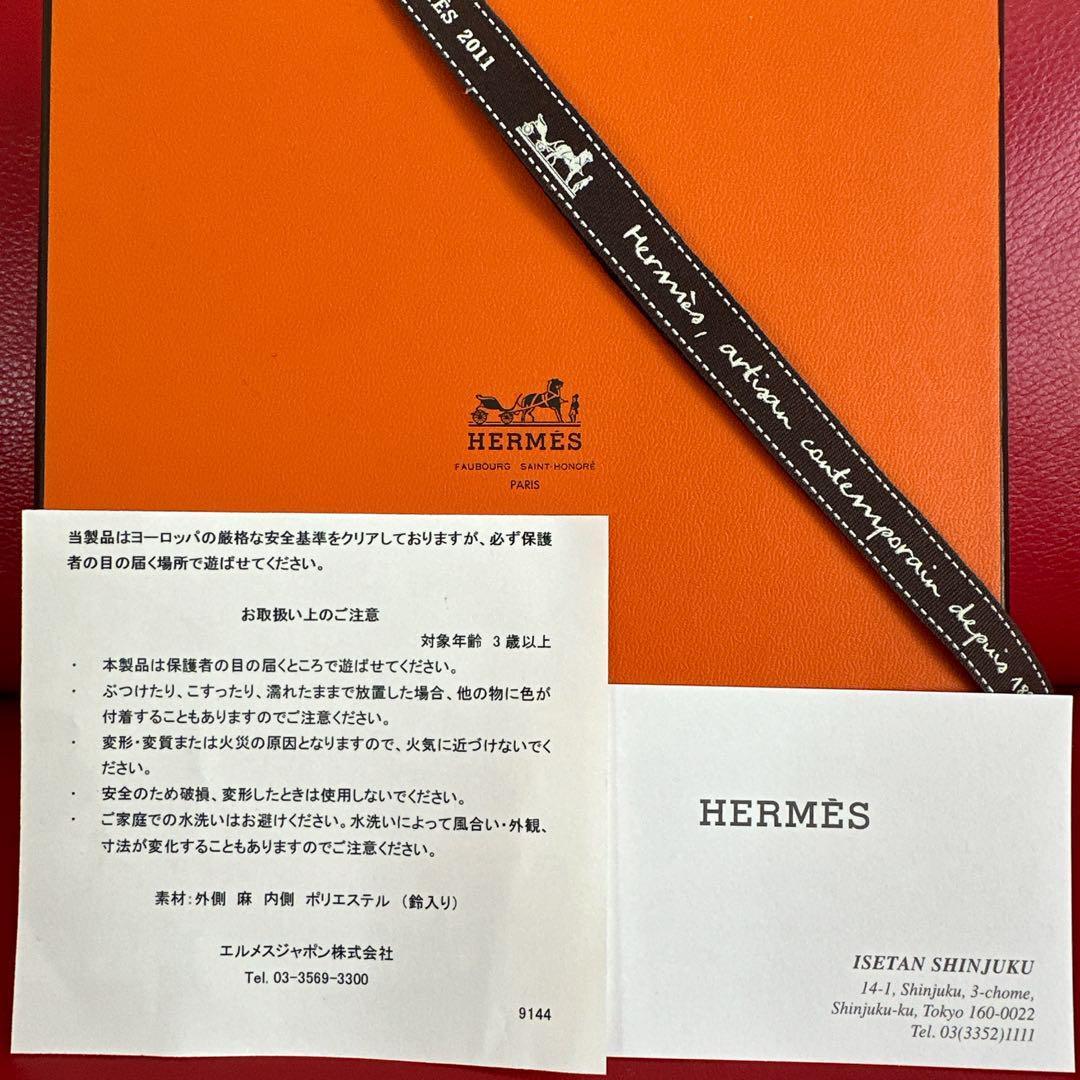 2011
Hermès, artisan contemporain depuis
HERMÈS
FAUBOURG SAINT-HONORÉ
PARIS
当製品はヨーロッパの厳格な安全基準をクリアしておりますが、必ず保護
者の目の届く場所で遊ばせてください。
お取扱い上のご注意
対象年齢 3歳以上
・ 本製品は保護者の目の届くところで遊ばせてください。
・ ぶつけたり、こすったり、濡れたままで放置した場合、他の物に色が
付着することもありますのでご注意ください。
・ 変形・変質または火災の原因となりますので、火気に近づけないでく
ださい。
・ 安全のため破損、変形したときは使用しないでください。
・ ご家庭での水洗いはお避けください。水洗いによって風合い・外観、
寸法が変化することもありますのでご注意ください。
素材:外側 麻 内側 ポリエステル (鈴入り)
エルメスジャポン株式会社
Tel. 03-3569-3300
9144
HERMÈS
ISETAN SHINJUKU
14-1, Shinjuku, 3-chome,
Shinjuku-ku, Tokyo 160-0022
Tel. 03(3352)1111